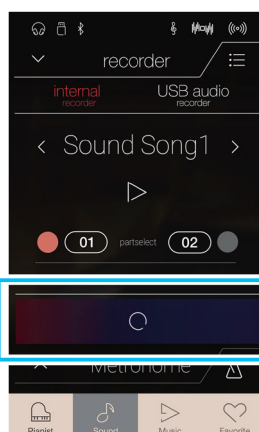 recorder
internal USB audio
recorder recorder
Sound Song1
01 partselect 02
Metronome
Pianist Sound Music Favorite